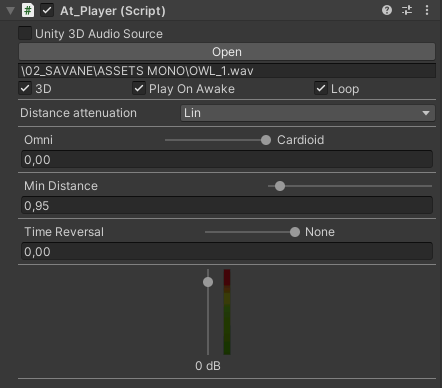 At_Player (Script)
Unity 3D Audio Source
Open
\02_SAVANE\ASSETS MONO\OWL_1.wav
3D Play On Awake Loop
Distance attenuation Lin
Omni Cardioid
0,00
Min Distance
0,95
Time Reversal None
0,00
0 dB